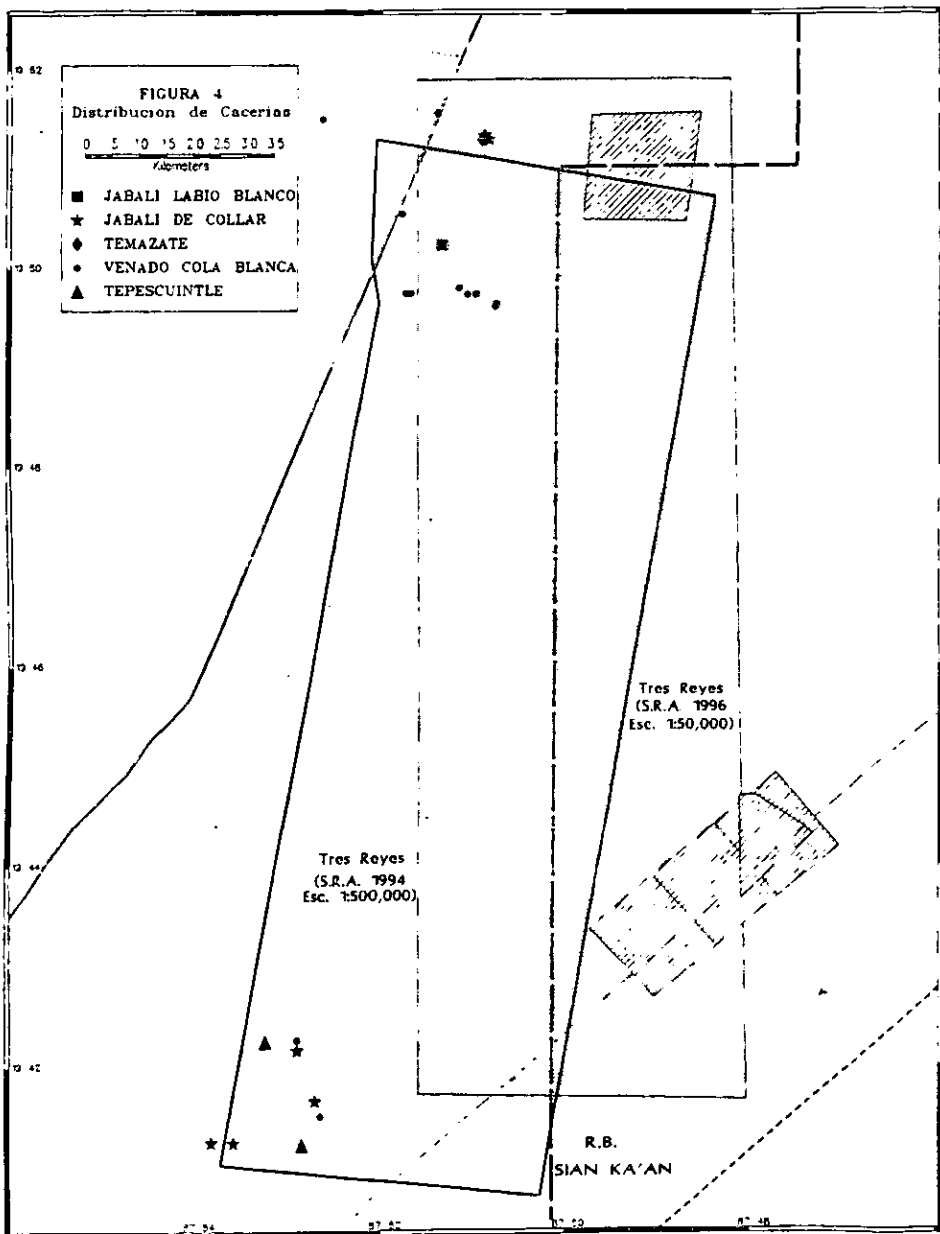 FIGURA 4
Distribucion de Cacerias
0 5 10 15 20 25 30 35
Kilometers
JABALI LABIO BLANCO
JABALI DE COLLAR
TEMAZATE
VENADO COLA BLANCA
TEPESCUINTLE
Tres Reyes
(S.R.A. 1996
Esc. 1:50,000)
Tres Reyes
(S.R.A. 1994
Esc. 1:500,000)
R.B.
SIAN KA'AN